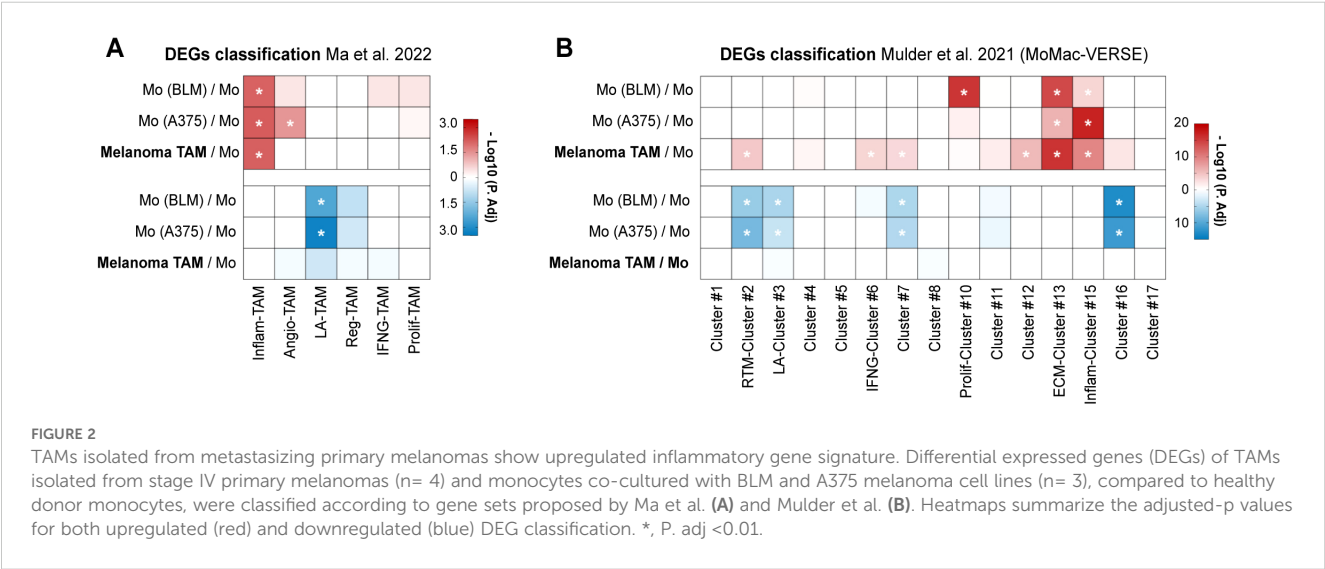 A
DEGs classification Ma et al. 2022
Mo (BLM) / Mo
Mo (A375) / Mo
Melanoma TAM / Mo
Mo (BLM) / Mo
Mo (A375) / Mo
Melanoma TAM / Mo
* * * * * *
Inflam-TAM
Angio-TAM
LA-TAM
Reg-TAM
IFNG-TAM
Prolif-TAM
3.0
1.5
0
1.5
3.0
- Log10 (P. Adj)
B
DEGs classification Mulder et al. 2021 (MoMac-VERSE)
Mo (BLM) / Mo
* * *
Mo (A375) / Mo
* *
Melanoma TAM / Mo
* * * * * *
Mo (BLM) / Mo
* * * *
Mo (A375) / Mo
* * * *
Melanoma TAM / Mo
Cluster #1
RTM-Cluster #2
LA-Cluster #3
Cluster #4
Cluster #5
IFNG-Cluster #6
Cluster #7
Cluster #8
Prolif-Cluster #10
Cluster #11
Cluster #12
ECM-Cluster #13
Inflam-Cluster #15
Cluster #16
Cluster #17
20
10
0
10
- Log10 (P. Adj)
FIGURE 2
TAMs isolated from metastasizing primary melanomas show upregulated inflammatory gene signature. Differential expressed genes (DEGs) of TAMs
isolated from stage IV primary melanomas (n= 4) and monocytes co-cultured with BLM and A375 melanoma cell lines (n= 3), compared to healthy
donor monocytes, were classified according to gene sets proposed by Ma et al. (A) and Mulder et al. (B). Heatmaps summarize the adjusted-p values
for both upregulated (red) and downregulated (blue) DEG classification. *, P. adj <0.01.